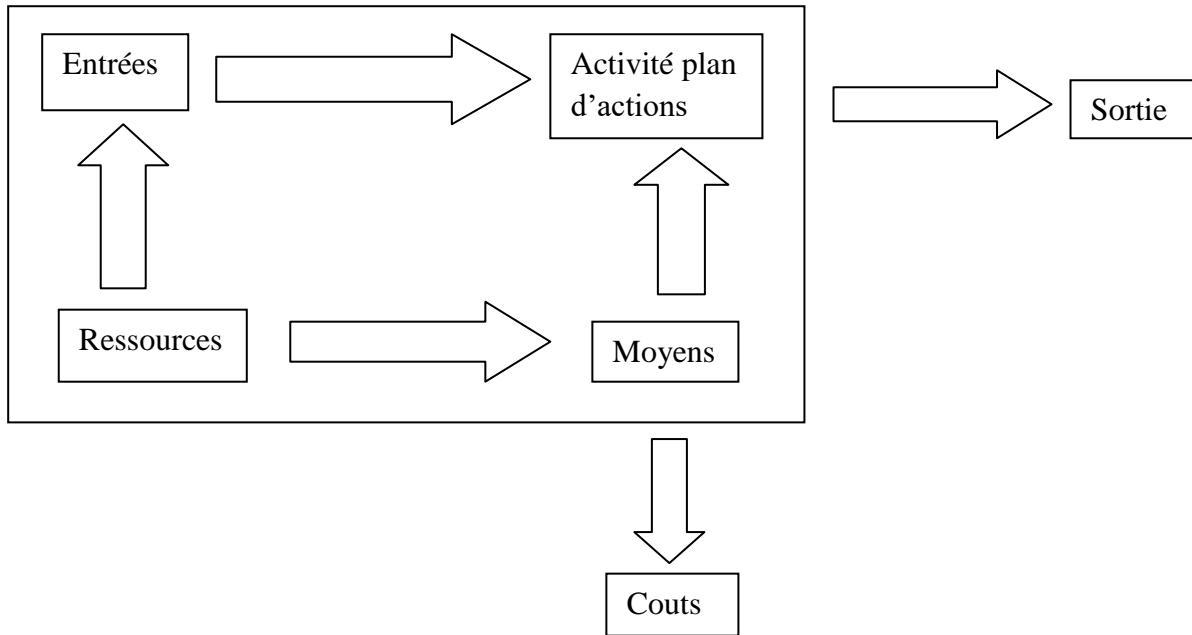 Entrées
Activité plan
d’actions
Sortie
Ressources
Moyens
Couts